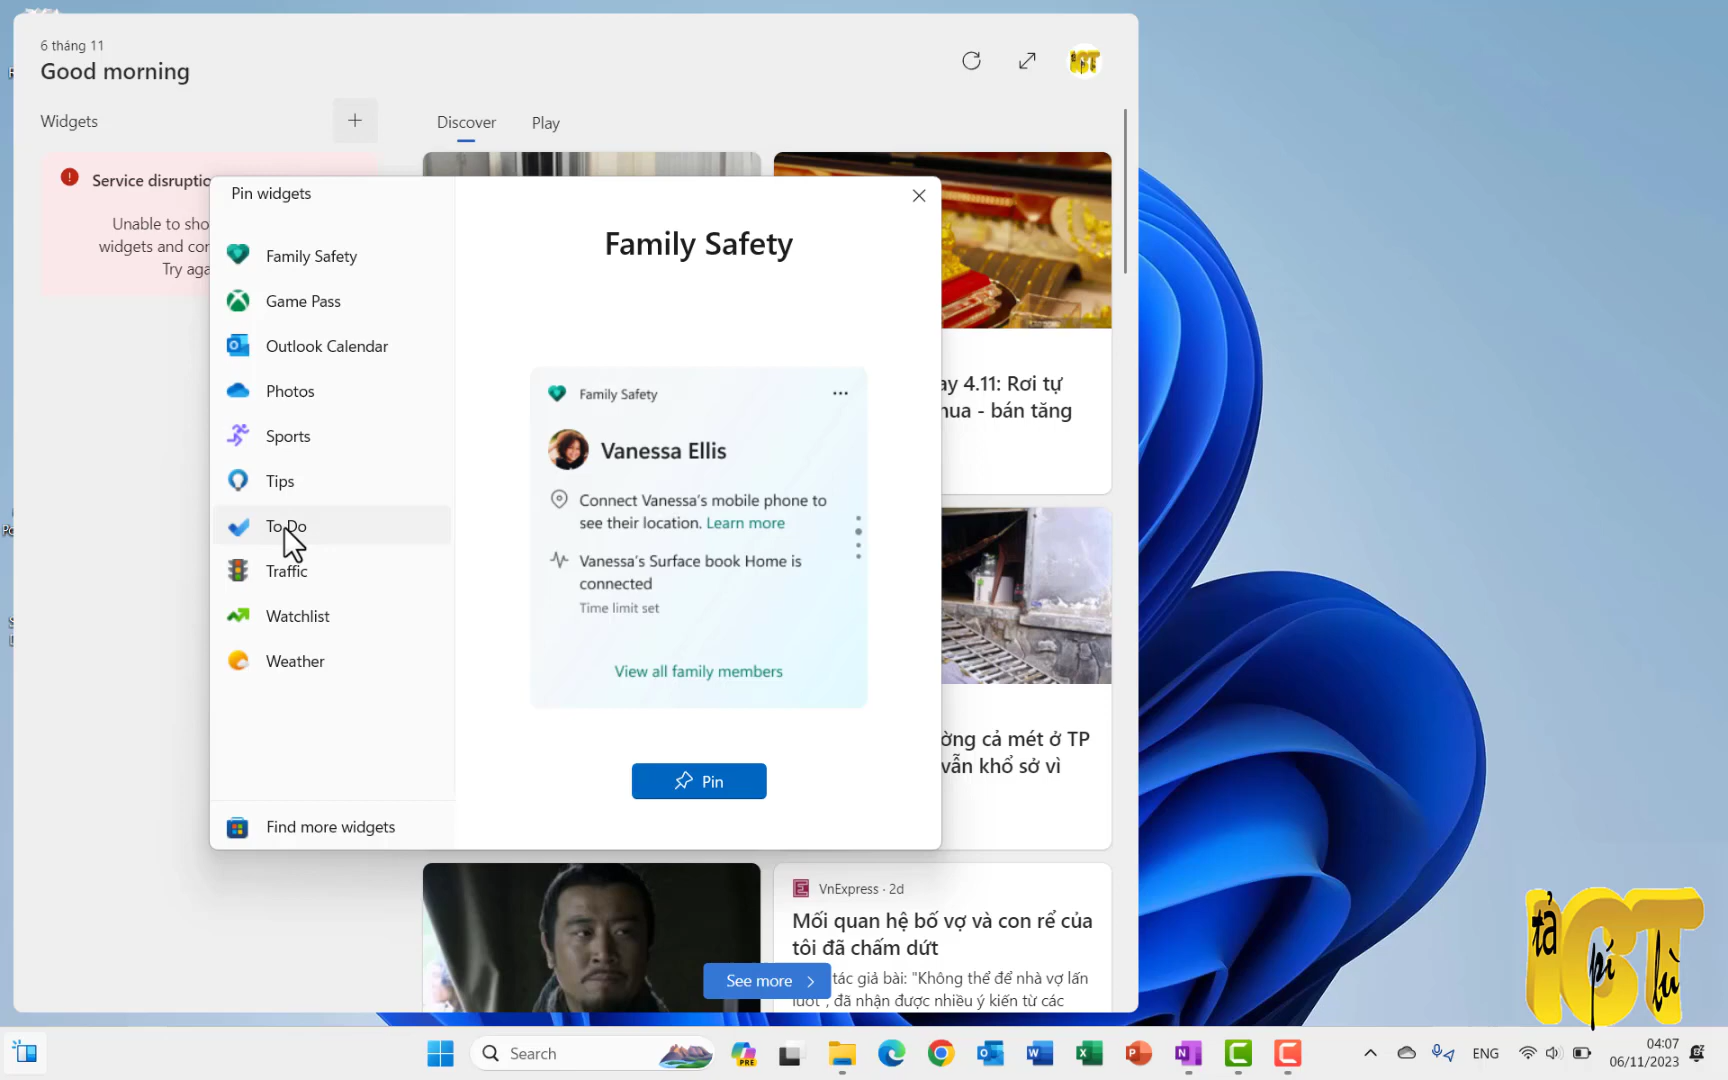 6 tháng 11
Good morning
Widgets
Discover
Play
Service disruptio
Unable to sho
widgets and cor
Try aga
Pin widgets
Family Safety
Game Pass
Outlook Calendar
Photos
Sports
Tips
To Do
Traffic
Watchlist
Weather
Find more widgets
Family Safety
Family Safety
Vanessa Ellis
Connect Vanessa's mobile phone to
see their location. Learn more
Vanessa's Surface book Home is
connected
Time limit set
View all family members
Pin
ay 4.11: Rơi tự
nua - bán tăng
ờng cả mét ở TP
vẫn khổ sở vì
VnExpress · 2d
Mối quan hệ bố vợ và con rể của
tôi đã chấm dứt
tác giả bài: "Không thể để nhà vợ lấn
lướt", đã nhận được nhiều ý kiến từ các
See more
tả pí lù
ICT
Search
PRE
ENG
04:07
06/11/2023